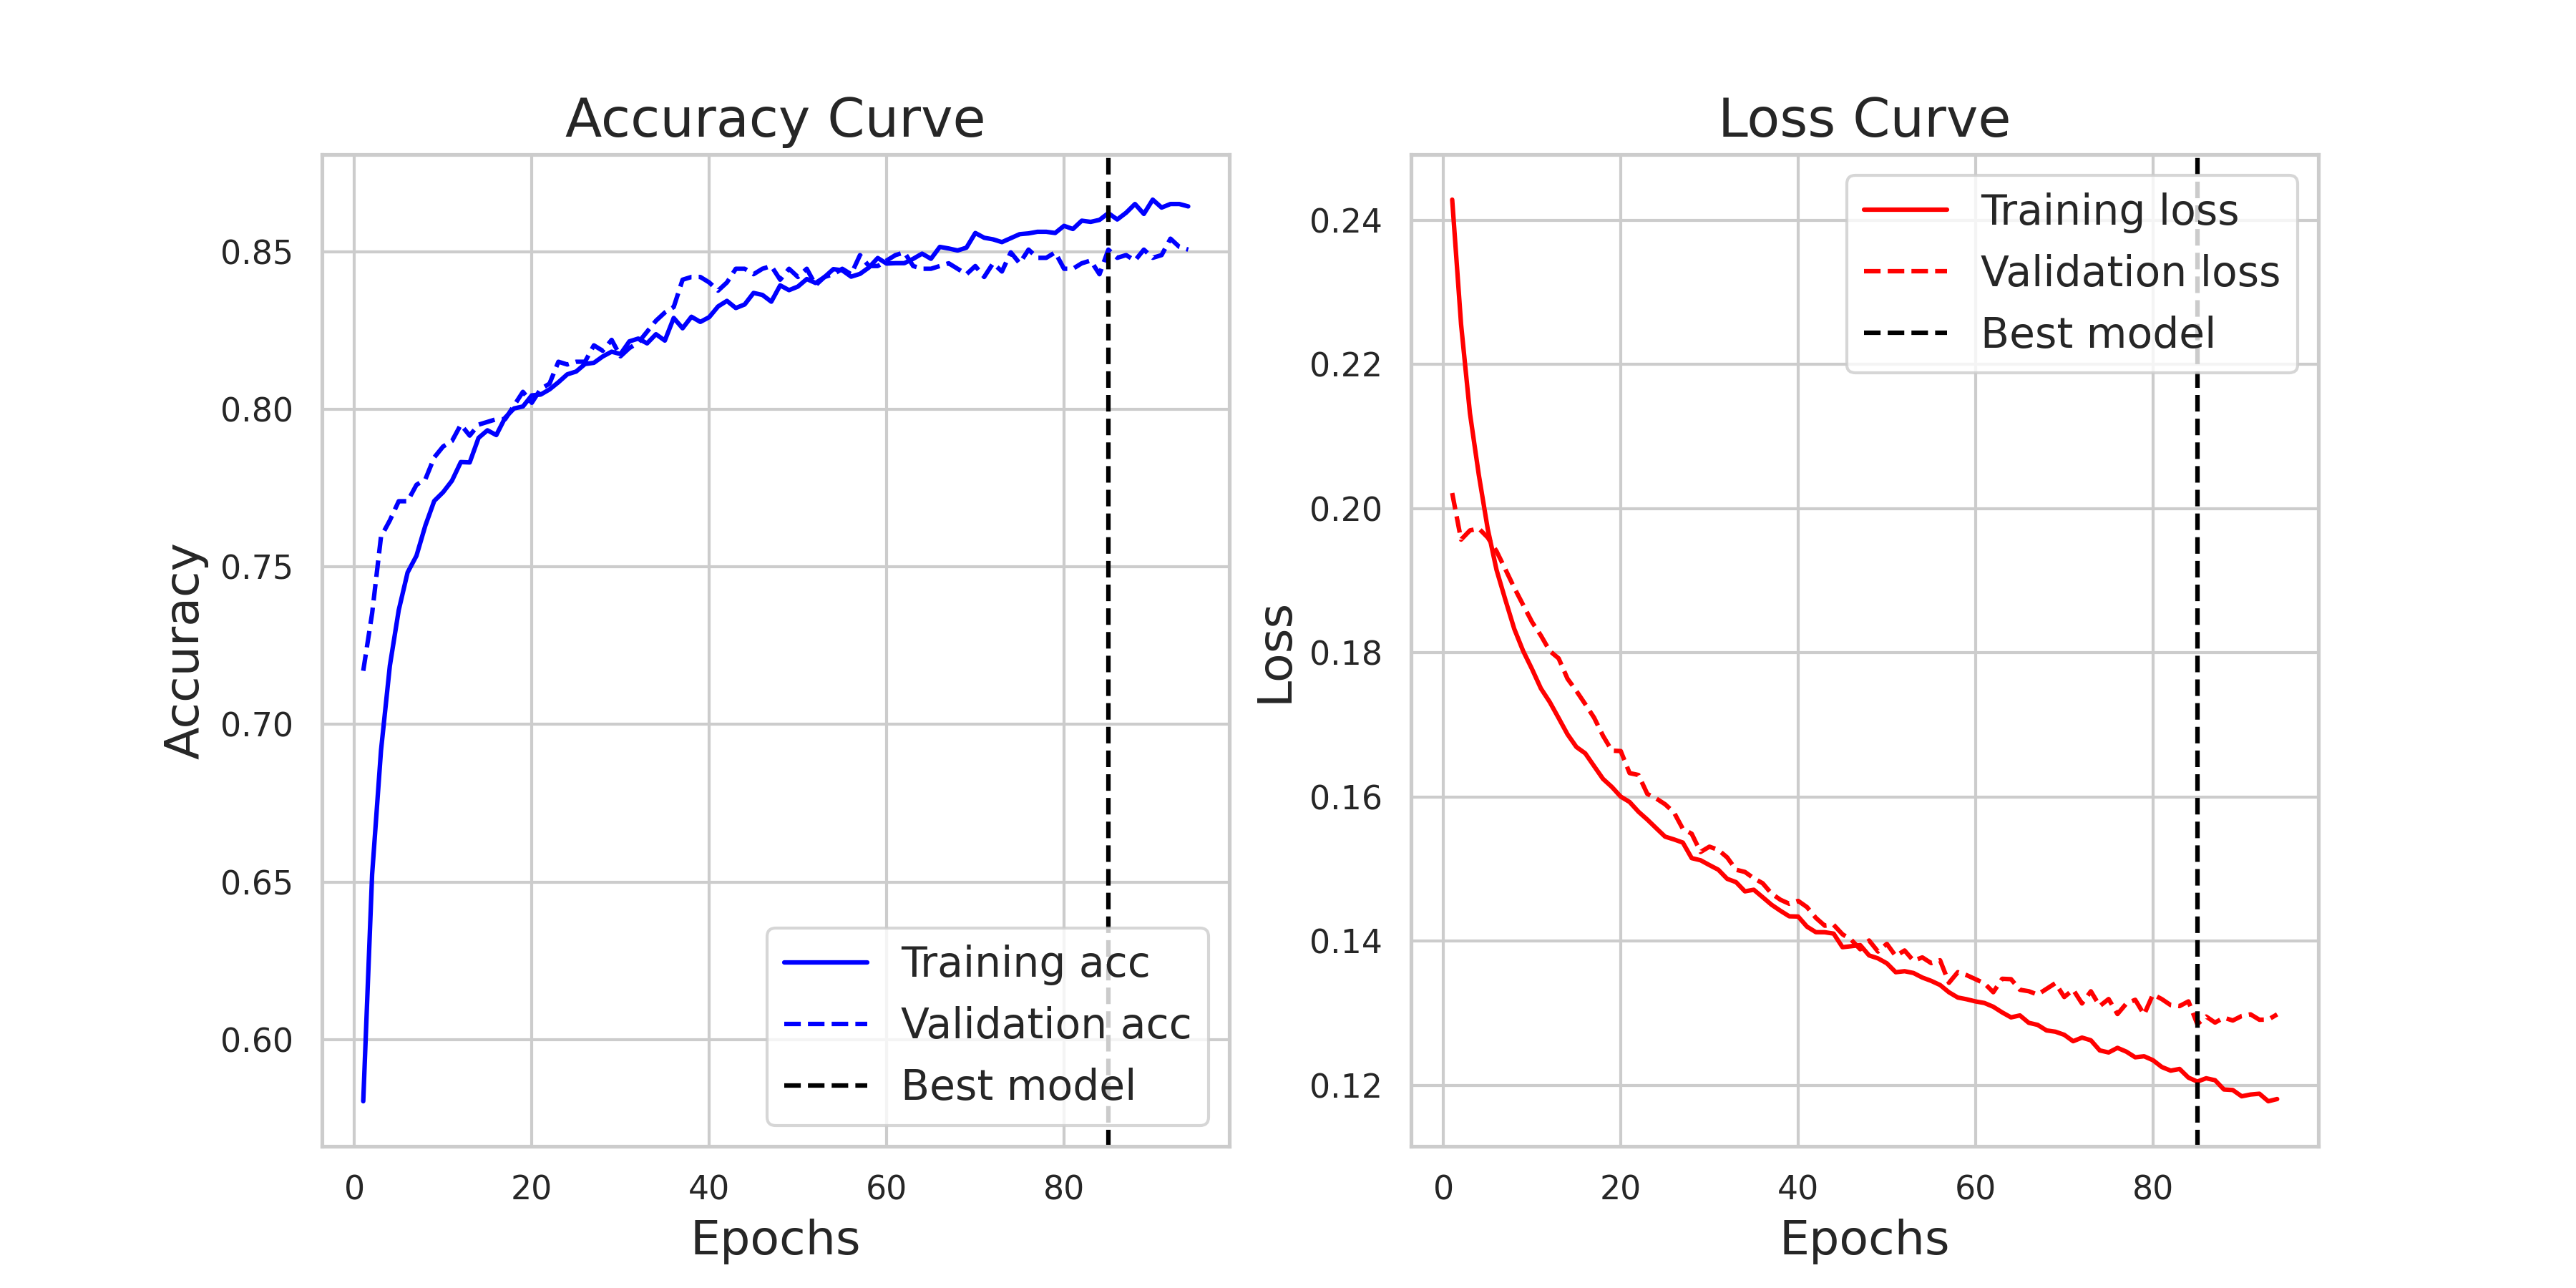 Accuracy Curve
Accuracy
0.85
0.80
0.75
0.70
0.65
0.60
0
20
40
60
80
Epochs
Training acc
Validation acc
Best model
Loss Curve
Loss
0.24
0.22
0.20
0.18
0.16
0.14
0.12
0
20
40
60
80
Epochs
Training loss
Validation loss
Best model